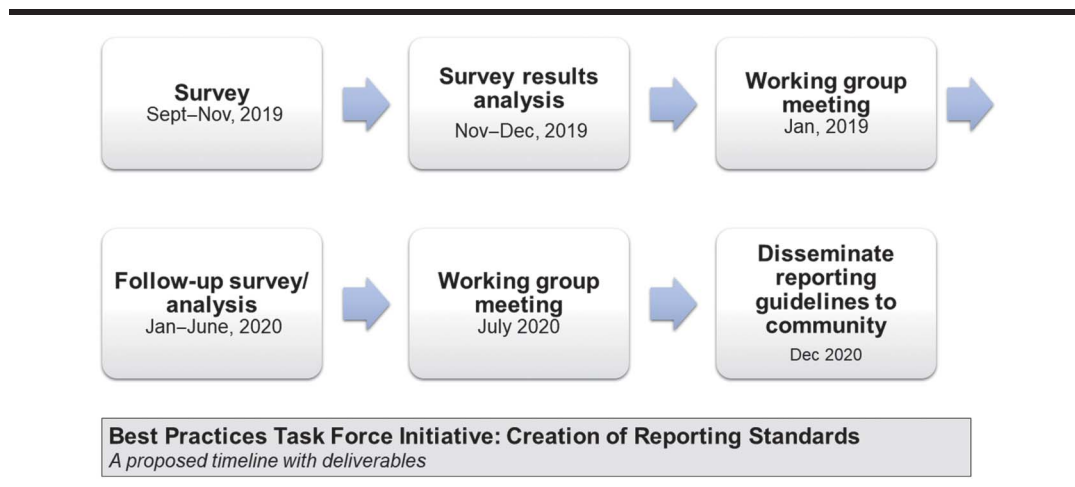 Survey
Sept–Nov, 2019
Survey results
analysis
Nov–Dec, 2019
Working group
meeting
Jan, 2019
Follow-up survey/
analysis
Jan–June, 2020
Working group
meeting
July 2020
Disseminate
reporting
guidelines to
community
Dec 2020
Best Practices Task Force Initiative: Creation of Reporting Standards
A proposed timeline with deliverables